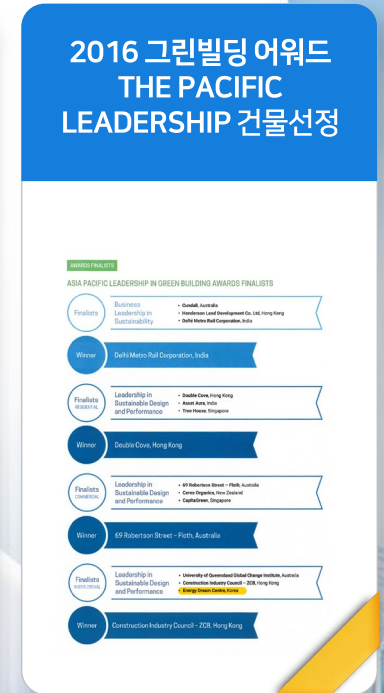 2016 그린빌딩 어워드
THE PACIFIC
LEADERSHIP 건물선정
AWARDS FINALISTS
ASIA PACIFIC LEADERSHIP IN GREEN BUILDING AWARDS FINALISTS
Finalists
Business
Leadership in
Sustainability
• Cundall, Australia
• Henderson Land Development Co. Ltd, Hong Kong
• Delhi Metro Rail Corporation, India
Winner
Delhi Metro Rail Corporation, India
Finalists
RESIDENTIAL
Leadership in
Sustainable Design
and Performance
• Double Cove, Hong Kong
• Asset Aura, India
• Tree House, Singapore
Winner
Double Cove, Hong Kong
Finalists
COMMERCIAL
Leadership in
Sustainable Design
and Performance
• 69 Robertson Street – Floth, Australia
• Ceres Organics, New Zealand
• CapitaGreen, Singapore
Winner
69 Robertson Street – Floth, Australia
Finalists
INSTITUTIONAL
Leadership in
Sustainable Design
and Performance
• University of Queensland Global Change Institute, Australia
• Construction Industry Council – ZCB, Hong Kong
• Energy Dream Centre, Korea
Winner
Construction Industry Council – ZCB, Hong Kong